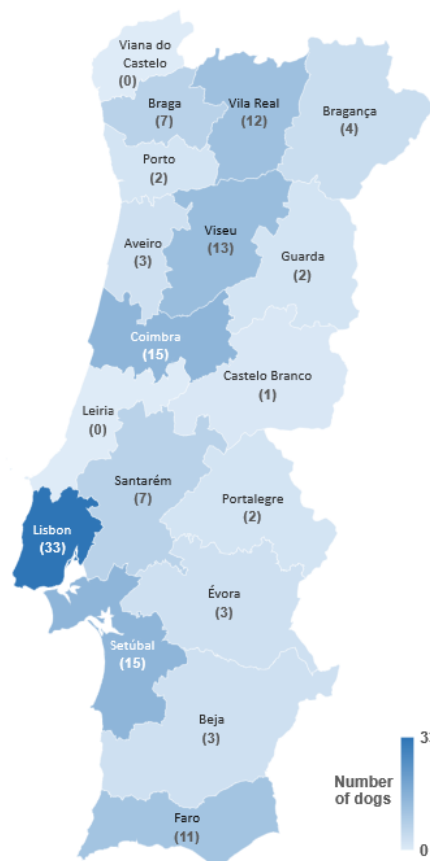 Viana do
Castelo
(0)
Braga
(7)
Vila Real
(12)
Bragança
(4)
Porto
(2)
Aveiro
(3)
Viseu
(13)
Guarda
(2)
Coimbra
(15)
Castelo Branco
(1)
Leiria
(0)
Santarém
(7)
Portalegre
(2)
Lisbon
(33)
Évora
(3)
Setúbal
(15)
Beja
(3)
Faro
(11)
Number
of dogs
0